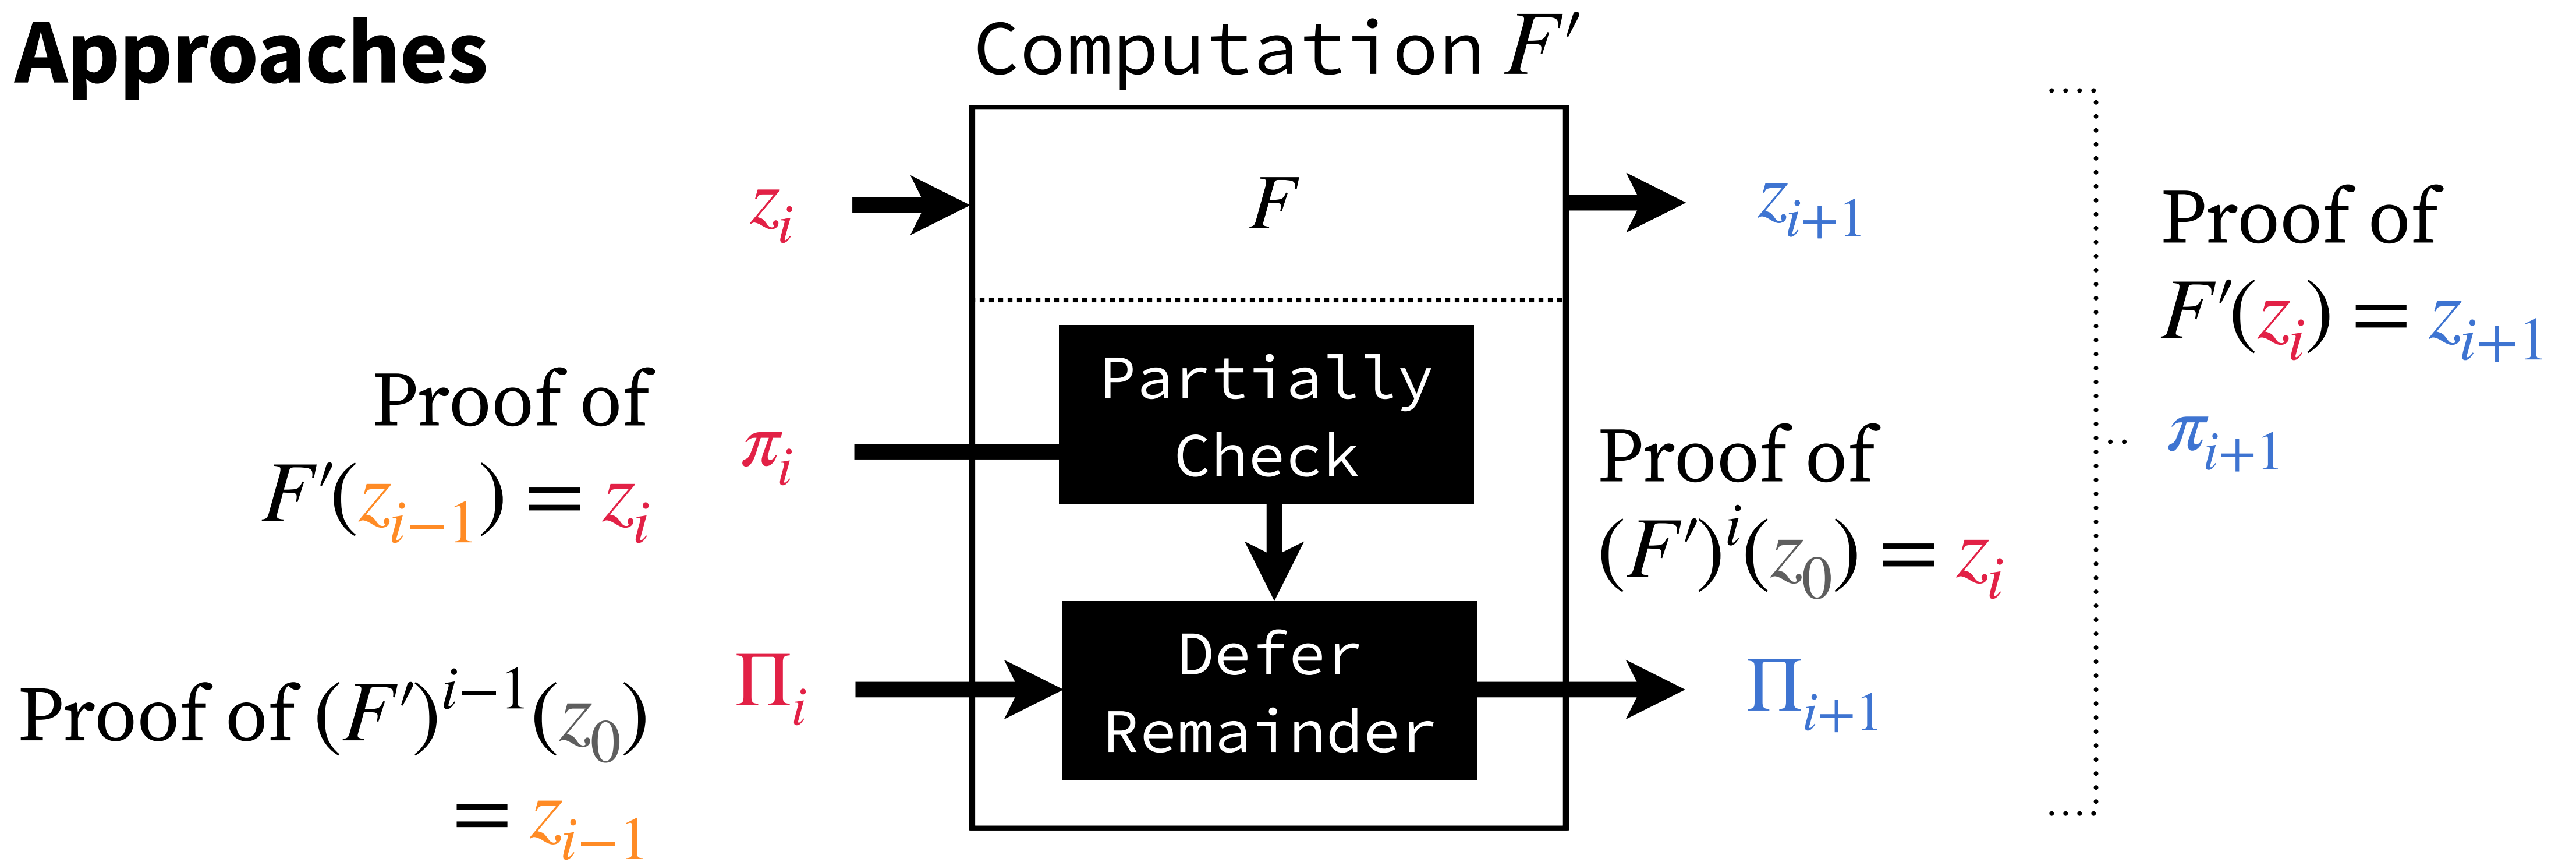 Approaches
Computation F′
z_i
F
z_{i+1}
Proof of
F′(z_i) = z_{i+1}
π_{i+1}
Proof of
F′(z_{i−1}) = z_i
π_i
Partially
Check
Proof of
(F′)^i(z_0) = z_i
Proof of (F′)^{i−1}(z_0)
= z_{i−1}
Π_i
Defer
Remainder
Π_{i+1}